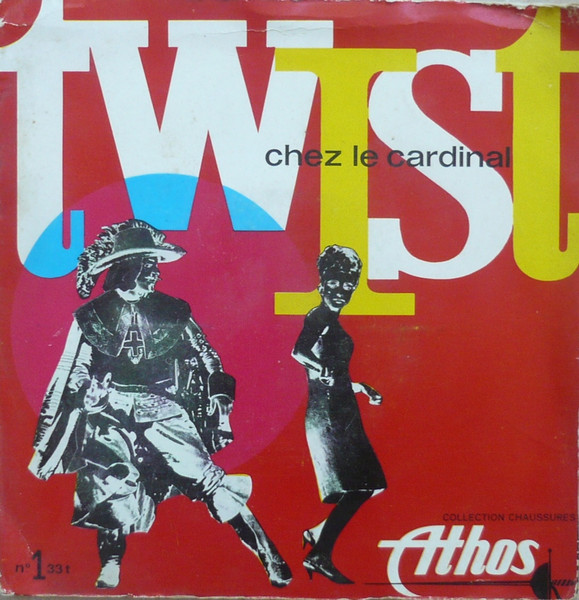 twist
chez le cardinal
COLLECTION CHAUSSURES
Athos
n° 1 33 t